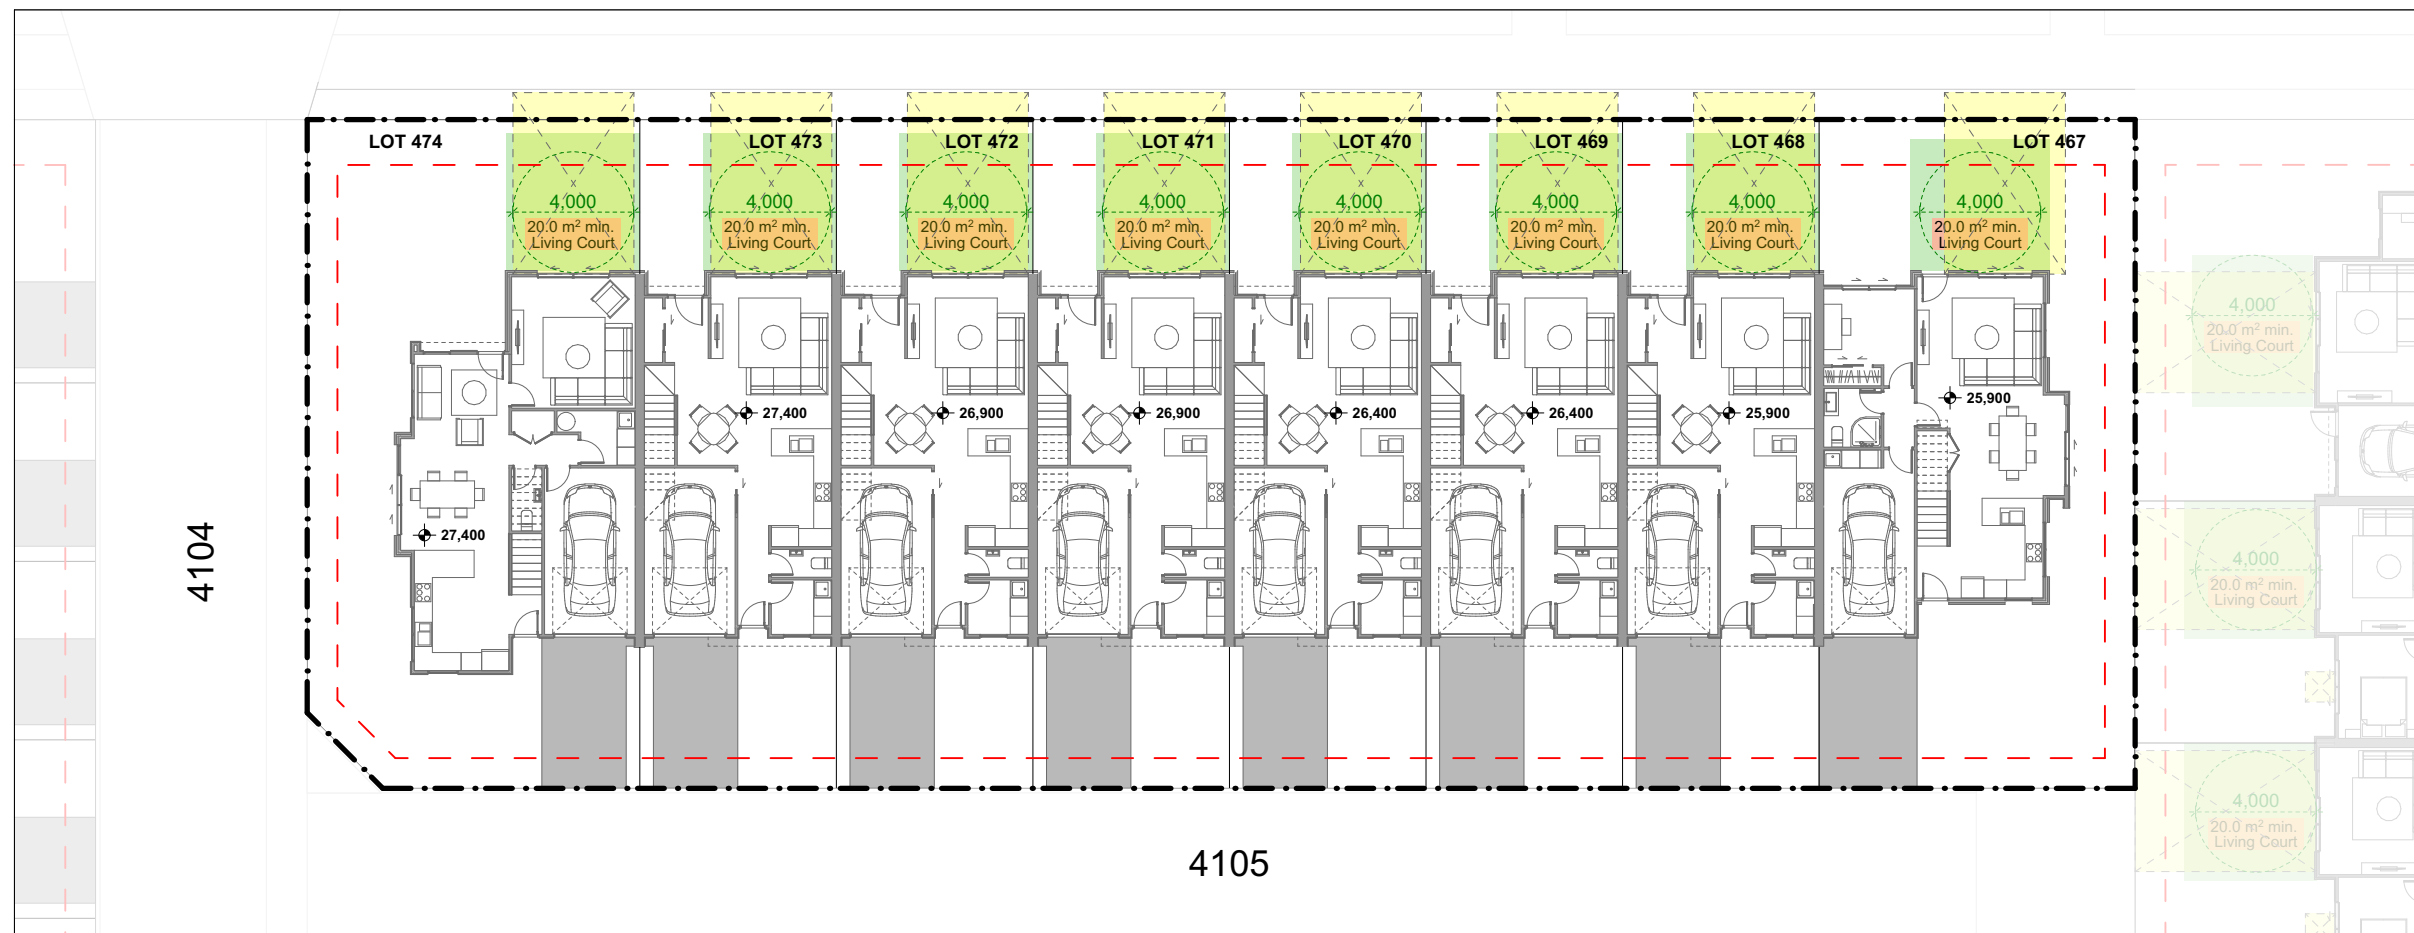 LOT 474
LOT 473
LOT 472
LOT 471
LOT 470
LOT 469
LOT 468
LOT 467
4,000
20.0 m² min.
Living Court
4,000
20.0 m² min.
Living Court
4,000
20.0 m² min.
Living Court
4,000
20.0 m² min.
Living Court
4,000
20.0 m² min.
Living Court
4,000
20.0 m² min.
Living Court
4,000
20.0 m² min.
Living Court
4,000
20.0 m² min.
Living Court
4,000
20.0 m² min.
Living Court
27,400
27,400
26,900
26,900
26,400
26,400
25,900
25,900
4104
4,000
20.0 m² min.
Living Court
4,000
20.0 m² min.
Living Court
4105